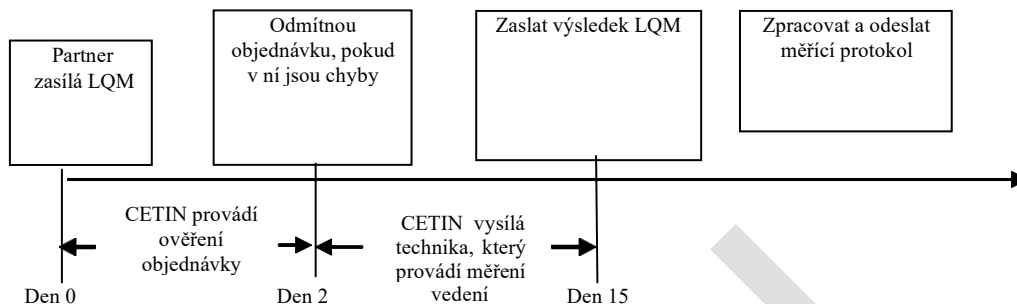 Partner
zasílá LQM
Odmítnou
objednávku, pokud
v ní jsou chyby
Zaslat výsledek LQM
Zpracovat a odeslat
měřící protokol
CETIN provádí
ověření
objednávky
CETIN vysílá
technika, který
provádí měření
vedení
Den 0
Den 2
Den 15